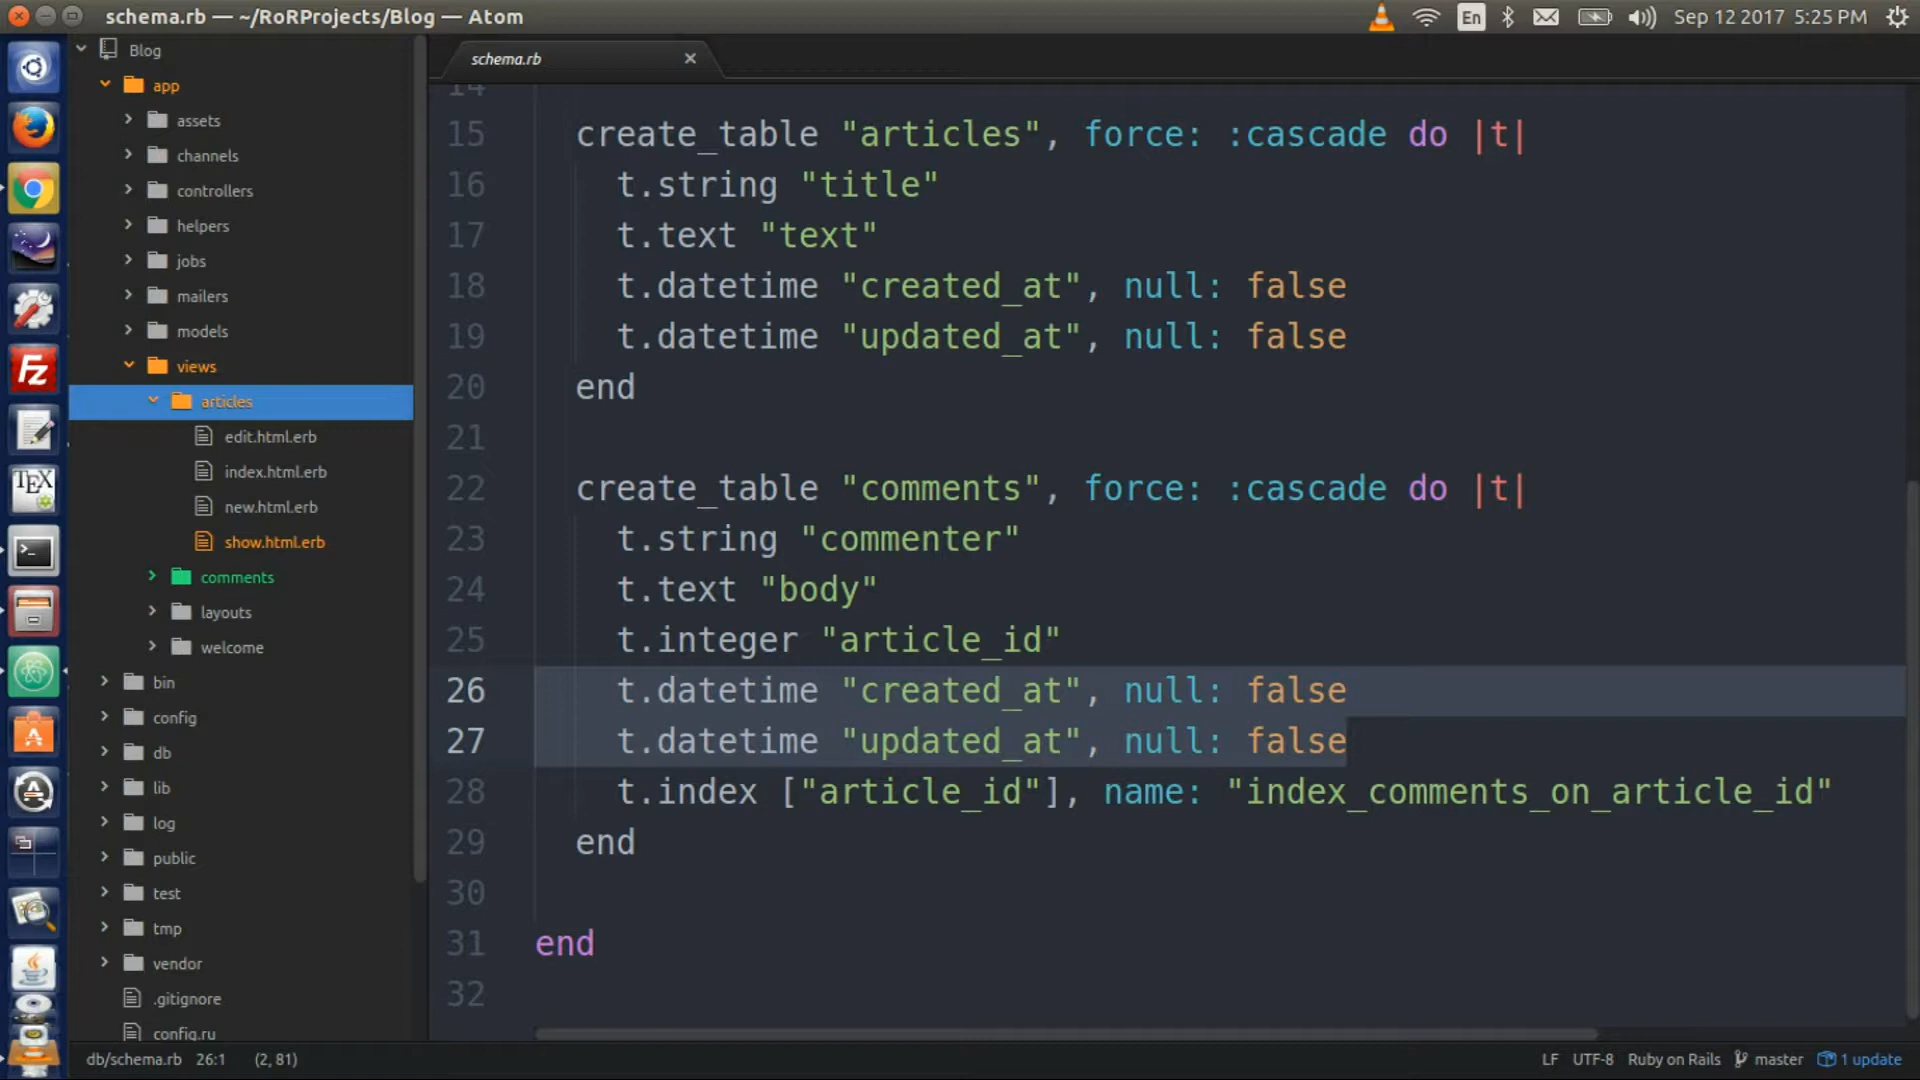 schema.rb — ~/RoRProjects/Blog — Atom
En
Sep 12 2017 5:25 PM
Blog
app
assets
channels
controllers
helpers
jobs
mailers
models
views
articles
edit.html.erb
index.html.erb
new.html.erb
show.html.erb
comments
layouts
welcome
bin
config
db
lib
log
public
test
tmp
vendor
.gitignore
config.ru
Fz
TEX
schema.rb
14
15 create_table "articles", force: :cascade do |t|
16 t.string "title"
17 t.text "text"
18 t.datetime "created_at", null: false
19 t.datetime "updated_at", null: false
20 end
21
22 create_table "comments", force: :cascade do |t|
23 t.string "commenter"
24 t.text "body"
25 t.integer "article_id"
26 t.datetime "created_at", null: false
27 t.datetime "updated_at", null: false
28 t.index ["article_id"], name: "index_comments_on_article_id"
29 end
30
31 end
32
db/schema.rb 26:1 (2, 81)
LF UTF-8 Ruby on Rails master 1 update